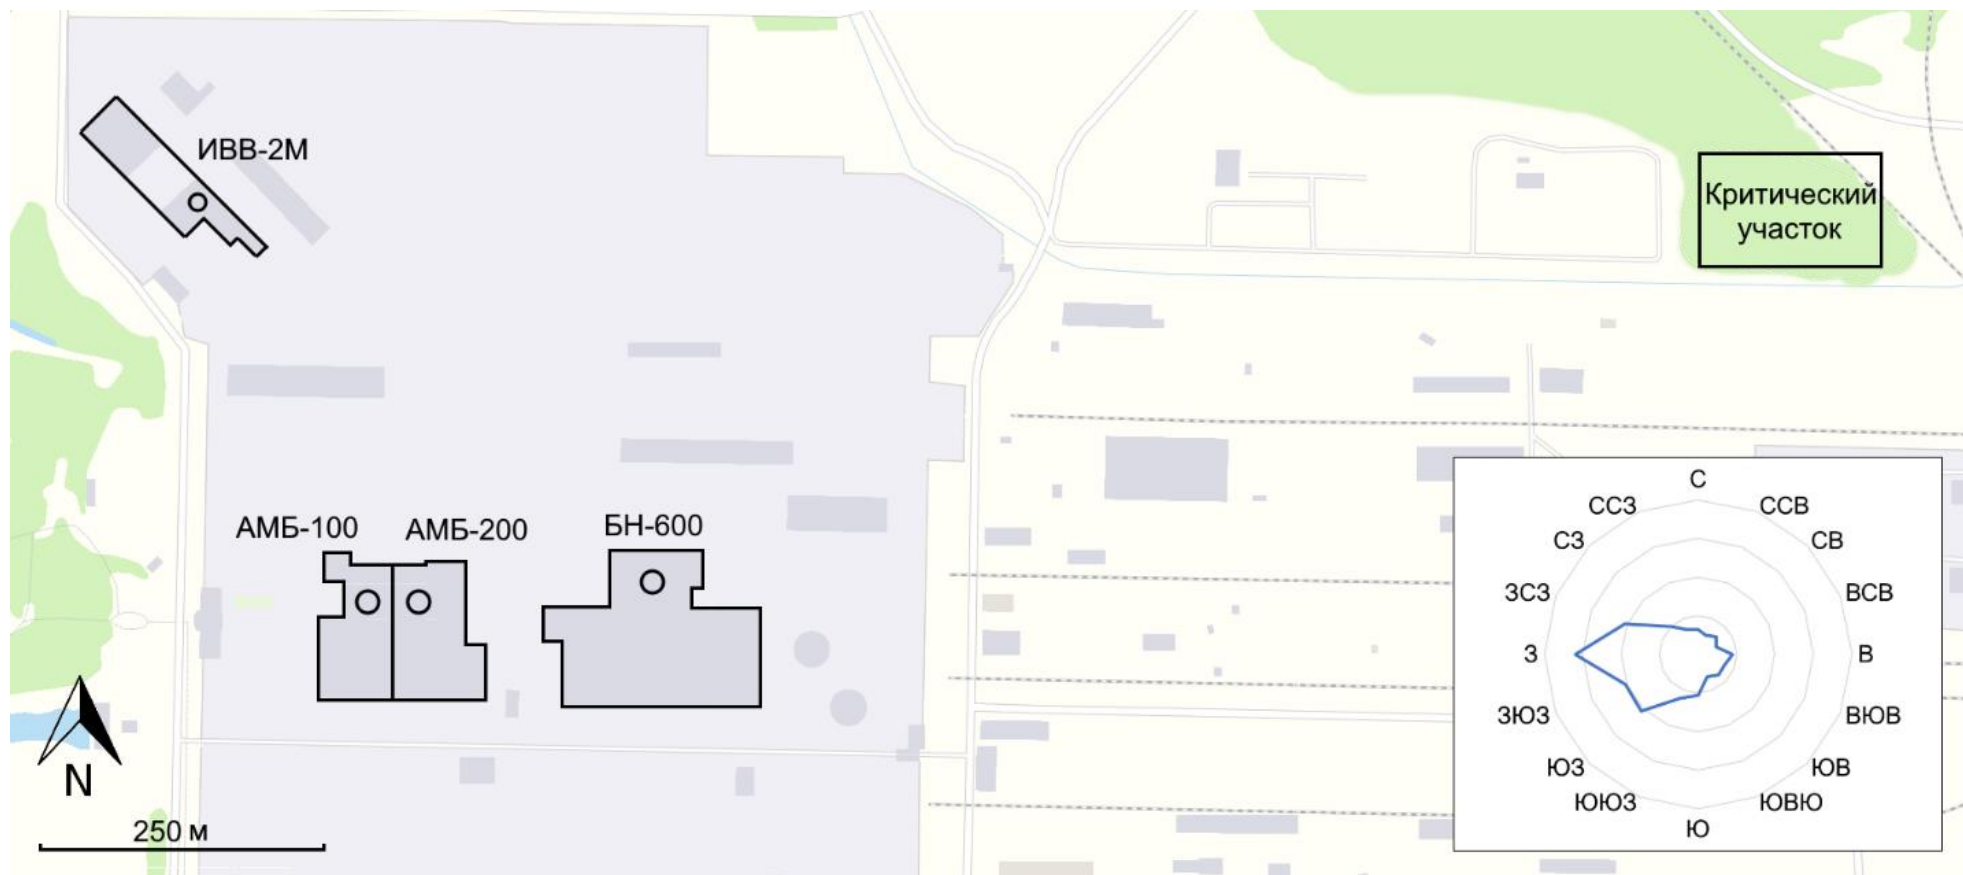 ИВВ-2М
Критический
участок
АМБ-100
АМБ-200
БН-600
N
250 м
С
ССВ
СВ
ВСВ
В
ВЮВ
ЮВ
ЮВЮ
Ю
ЮЮЗ
ЮЗ
ЗЮЗ
З
ЗСЗ
СЗ
ССЗ